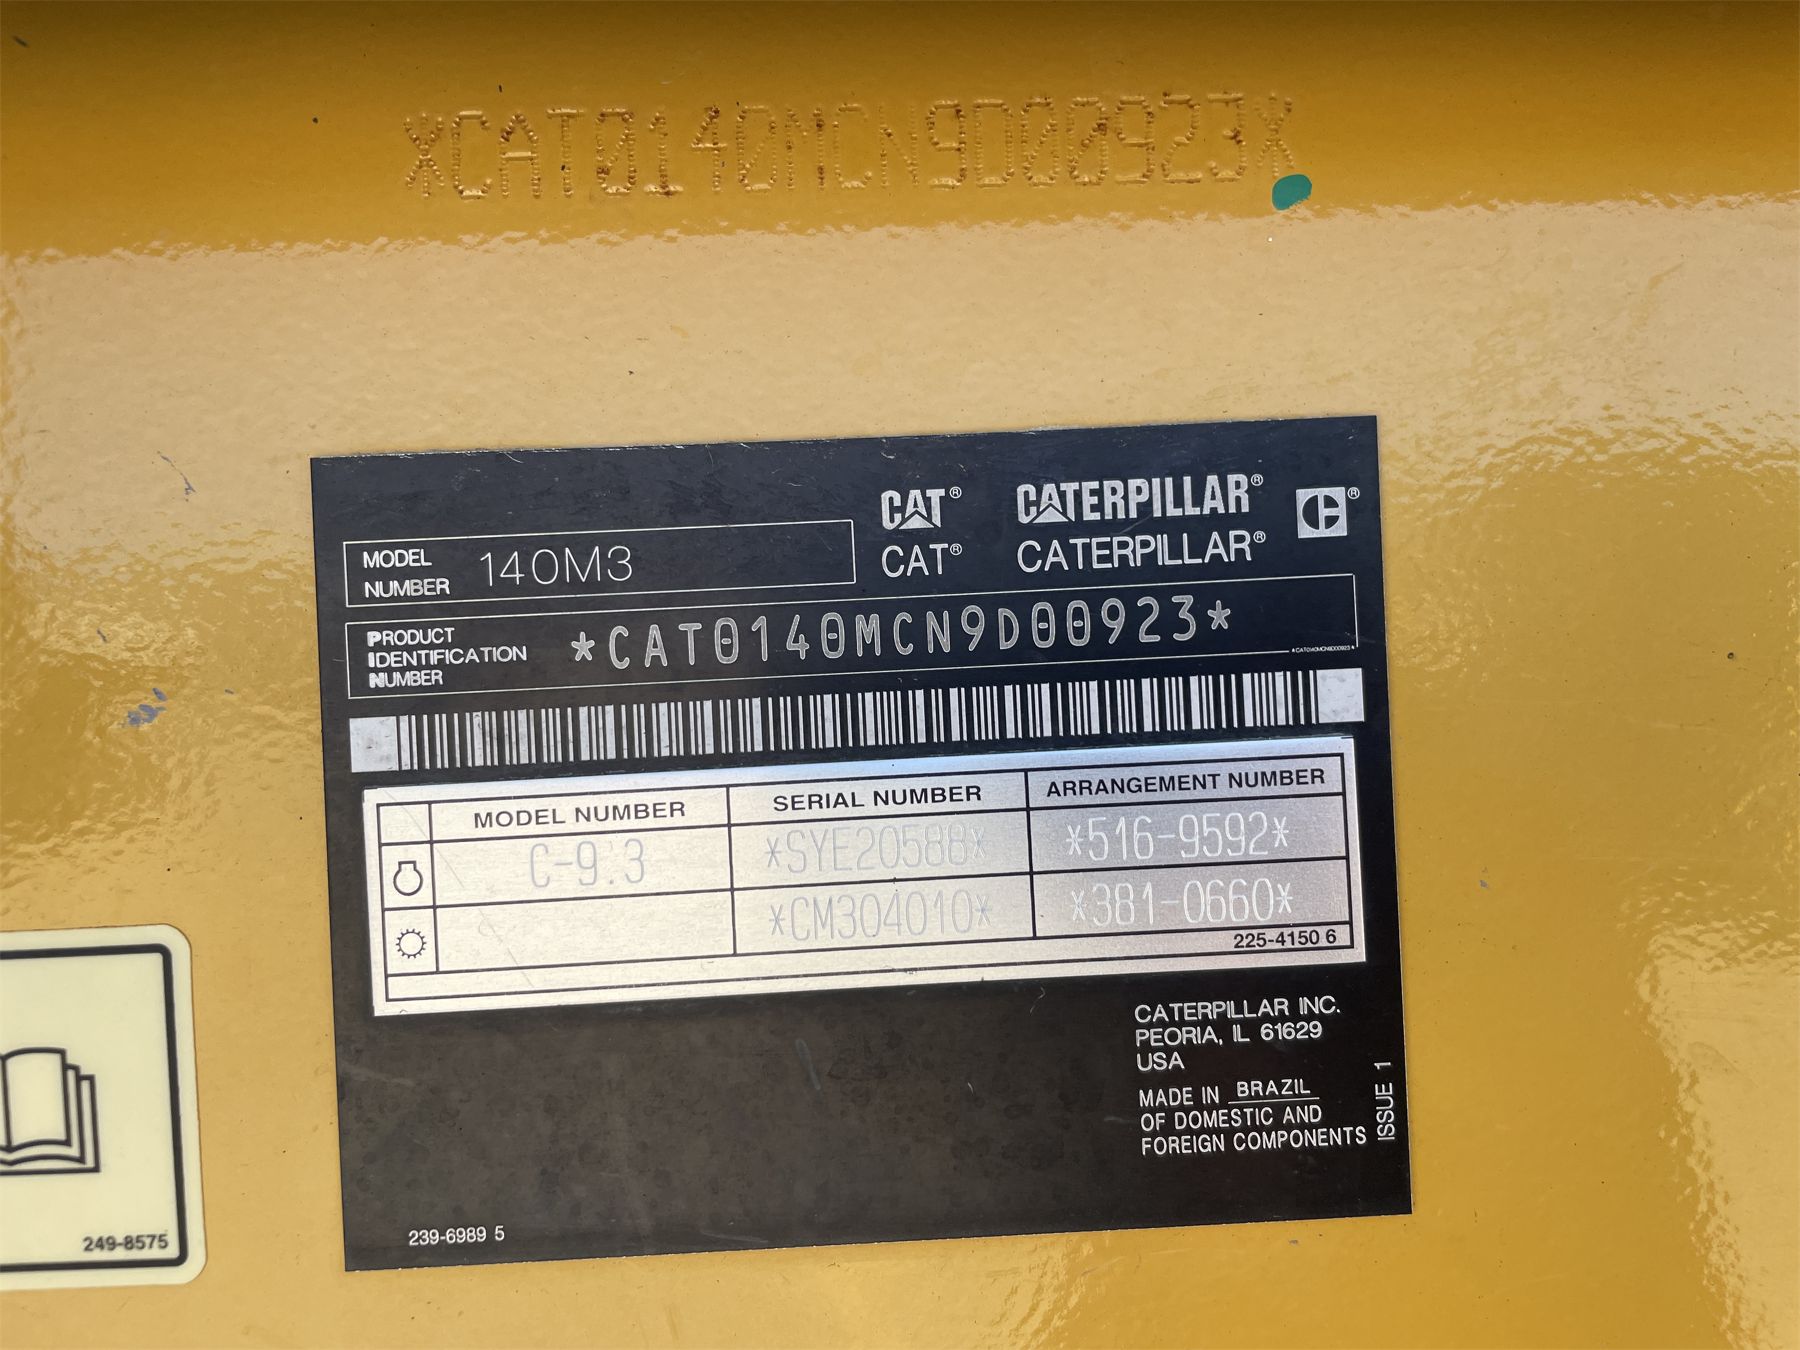 *CAT0140MCN9D00923*
CAT® CATERPILLAR®
CAT® CATERPILLAR®
MODEL NUMBER 140M3
PRODUCT IDENTIFICATION NUMBER *CAT0140MCN9D00923*
*CAT0140MCN9D00923*
MODEL NUMBER SERIAL NUMBER ARRANGEMENT NUMBER
C-9.3 *SYE20588* *516-9592*
*CM304010* *381-0660*
225-4150 6
CATERPILLAR INC.
PEORIA, IL 61629
USA
MADE IN BRAZIL
OF DOMESTIC AND
FOREIGN COMPONENTS
ISSUE 1
239-6989 5
249-8575